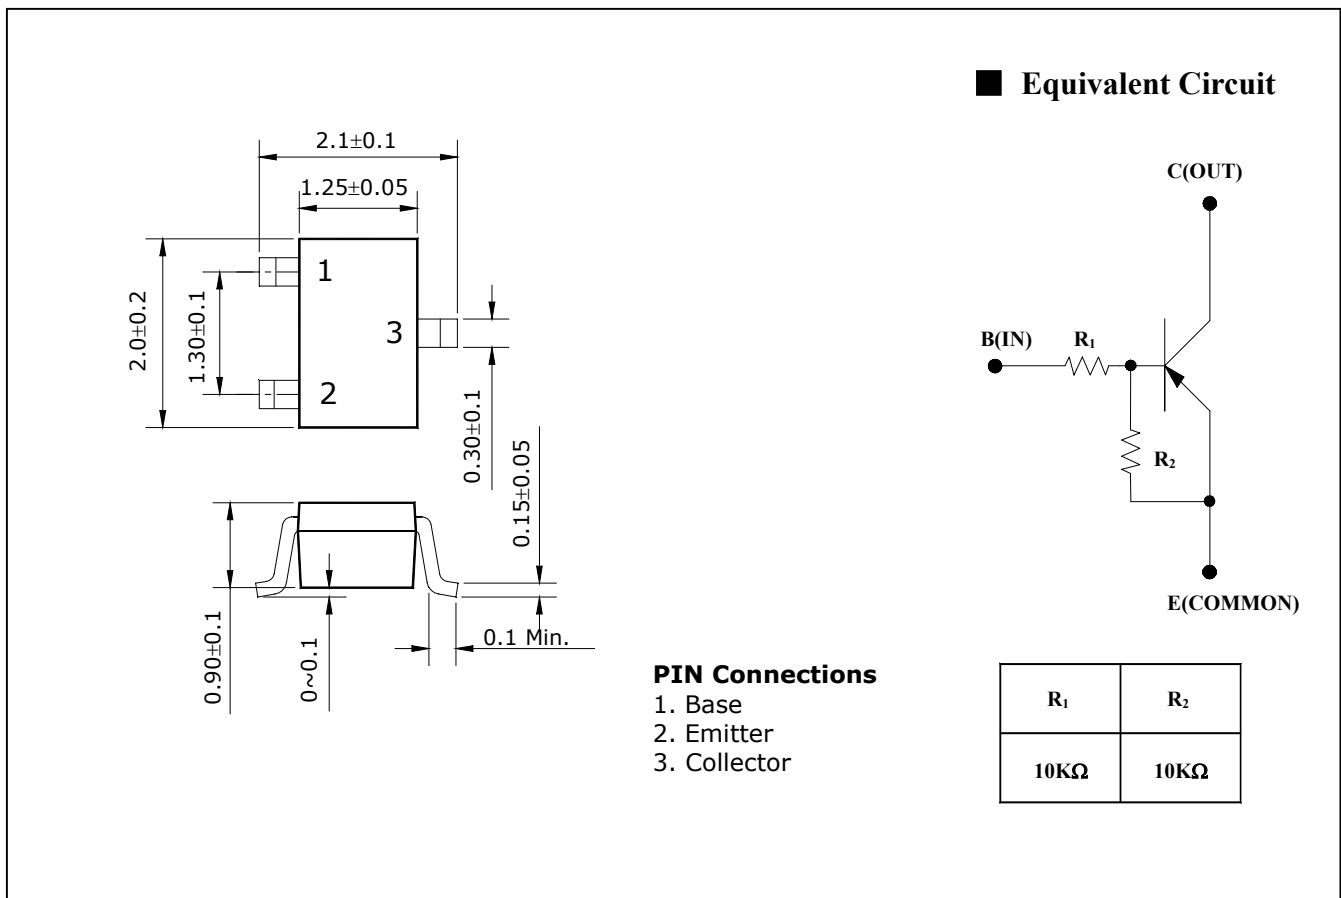 ■ Equivalent Circuit
2.1±0.1
1.25±0.05
2.0±0.2
1.30±0.1
1
2
3
0.30±0.1
0.15±0.05
0.90±0.1
0~0.1
0.1 Min.
C(OUT)
B(IN)
R₁
R₂
E(COMMON)
PIN Connections
1. Base
2. Emitter
3. Collector
R₁ R₂
10KΩ 10KΩ